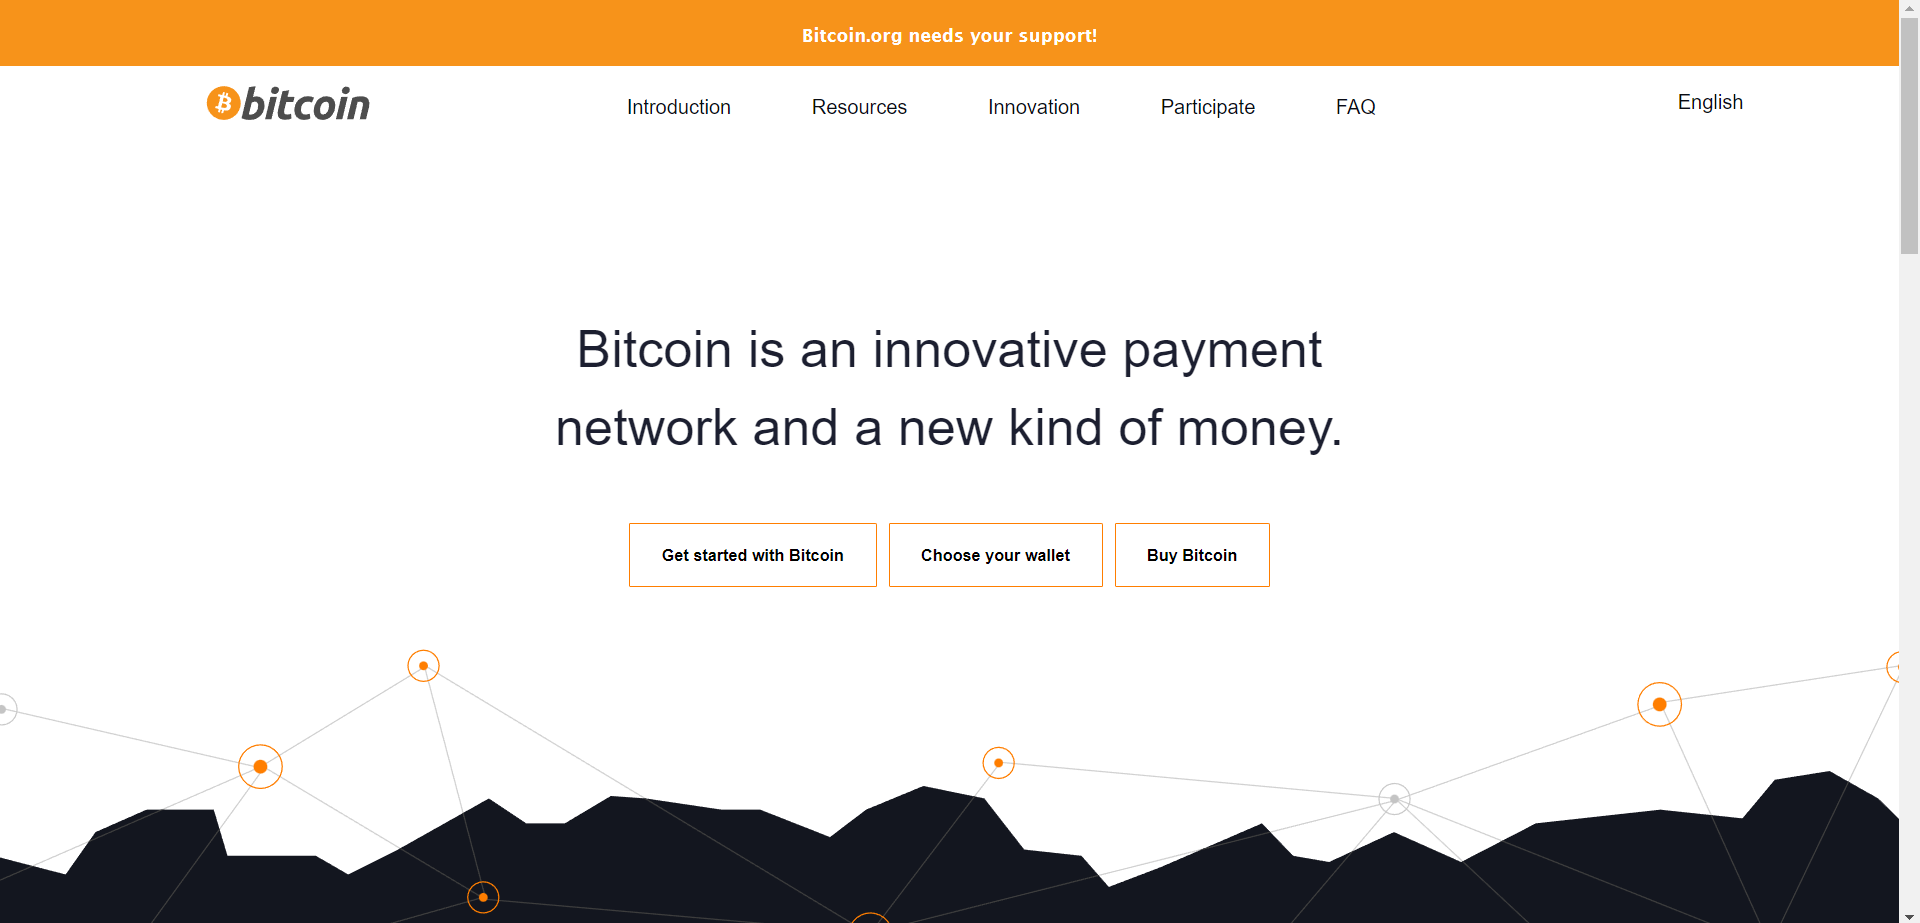 Bitcoin.org needs your support!
bitcoin
Introduction
Resources
Innovation
Participate
FAQ
English
Bitcoin is an innovative payment
network and a new kind of money.
Get started with Bitcoin
Choose your wallet
Buy Bitcoin